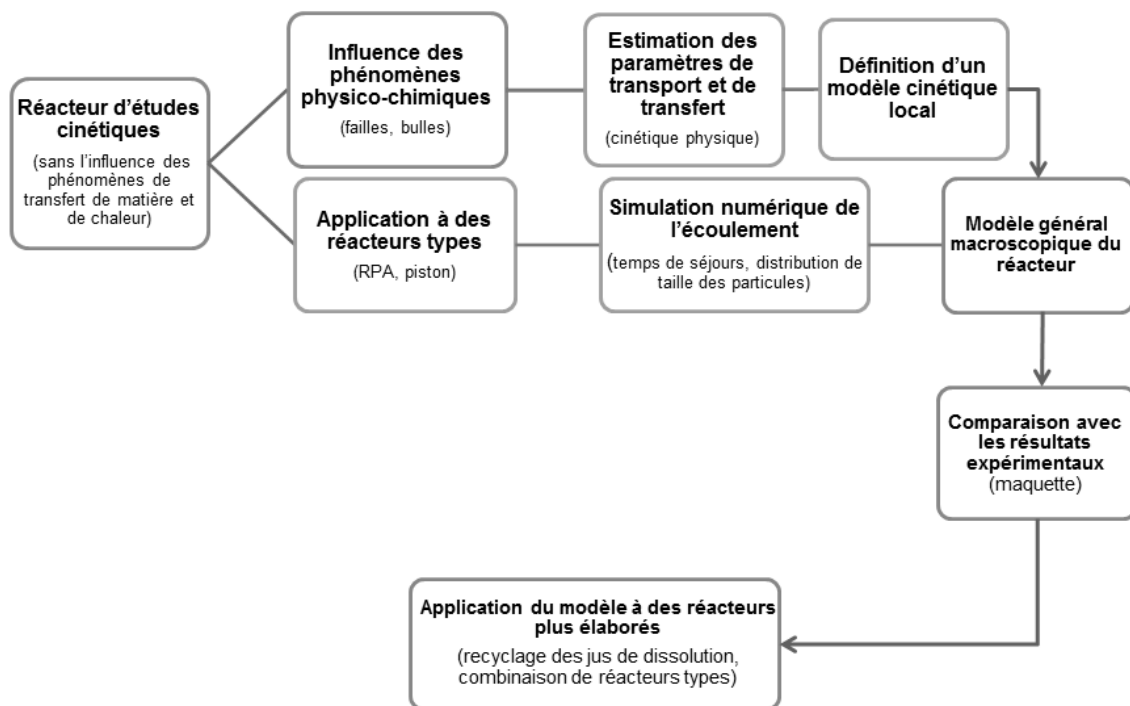 Réacteur d'études
cinétiques
(sans l'influence des
phénomènes de
transfert de matière et
de chaleur)
Influence des
phénomènes
physico-chimiques
(failles, bulles)
Estimation des
paramètres de
transport et de
transfert
(cinétique physique)
Définition d'un
modèle cinétique
local
Application à des
réacteurs types
(RPA, piston)
Simulation numérique de
l'écoulement
(temps de séjours, distribution de
taille des particules)
Modèle général
macroscopique du
réacteur
Comparaison avec
les résultats
expérimentaux
(maquette)
Application du modèle à des réacteurs
plus élaborés
(recyclage des jus de dissolution,
combinaison de réacteurs types)